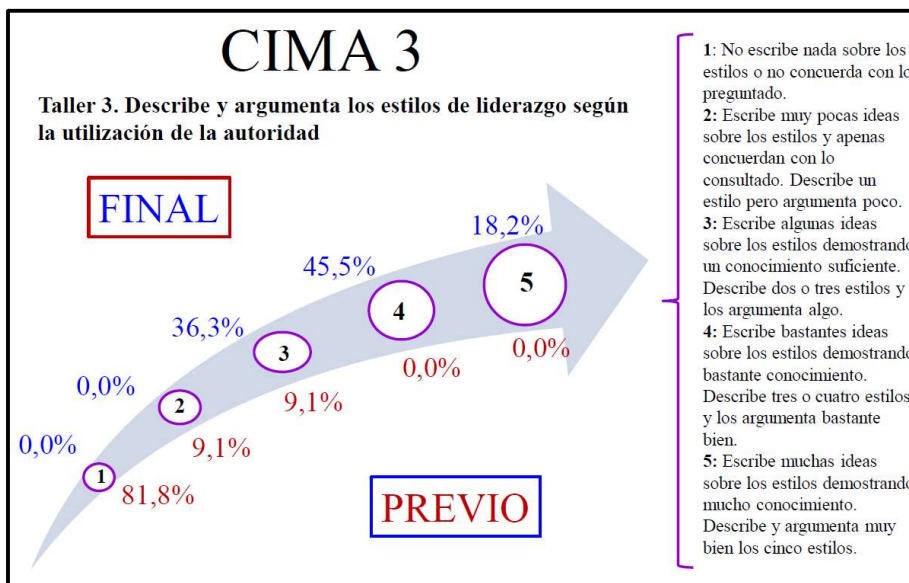 CIMA 3
Taller 3. Describe y argumenta los estilos de liderazgo según
la utilización de la autoridad
FINAL
18,2%
45,5%
5
4
36,3%
3
0,0%
0,0%
0,0%
2
9,1%
0,0%
9,1%
1
81,8%
PREVIO
1: No escribe nada sobre los
estilos o no concuerda con lo
preguntado.
2: Escribe muy pocas ideas
sobre los estilos y apenas
concuerdan con lo
consultado. Describe un
estilo pero argumenta poco.
3: Escribe algunas ideas
sobre los estilos demostrando
un conocimiento suficiente.
Describe dos o tres estilos y
los argumenta algo.
4: Escribe bastantes ideas
sobre los estilos demostrando
bastante conocimiento.
Describe tres o cuatro estilos
y los argumenta bastante
bien.
5: Escribe muchas ideas
sobre los estilos demostrando
mucho conocimiento.
Describe y argumenta muy
bien los cinco estilos.